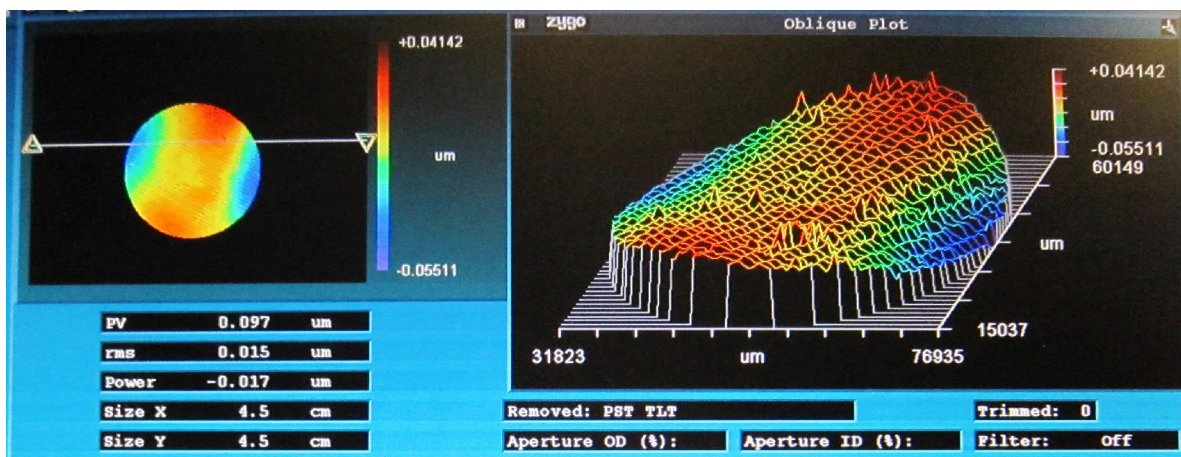 +0.04142
um
-0.05511
PV 0.097 um
rms 0.015 um
Power -0.017 um
Size X 4.5 cm
Size Y 4.5 cm
zygo Oblique Plot
+0.04142
um
-0.05511
60149
um
15037
31823 um 76935
Removed: PST TLT
Trimmed: 0
Aperture OD (%):
Aperture ID (%):
Filter: Off